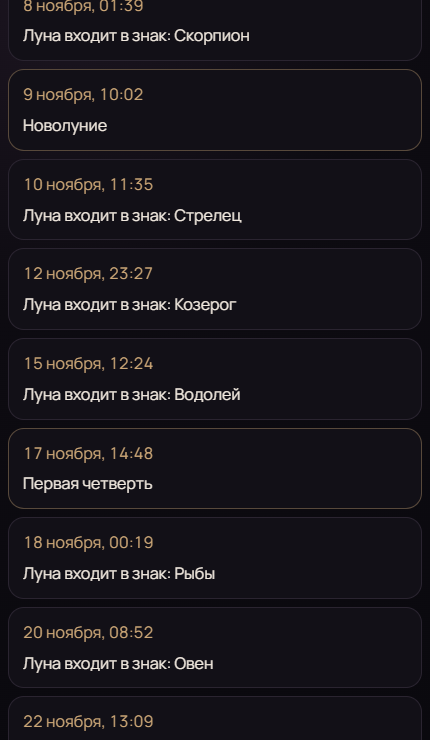 8 ноября, 01:39
Луна входит в знак: Скорпион
9 ноября, 10:02
Новолуние
10 ноября, 11:35
Луна входит в знак: Стрелец
12 ноября, 23:27
Луна входит в знак: Козерог
15 ноября, 12:24
Луна входит в знак: Водолей
17 ноября, 14:48
Первая четверть
18 ноября, 00:19
Луна входит в знак: Рыбы
20 ноября, 08:52
Луна входит в знак: Овен
22 ноября, 13:09